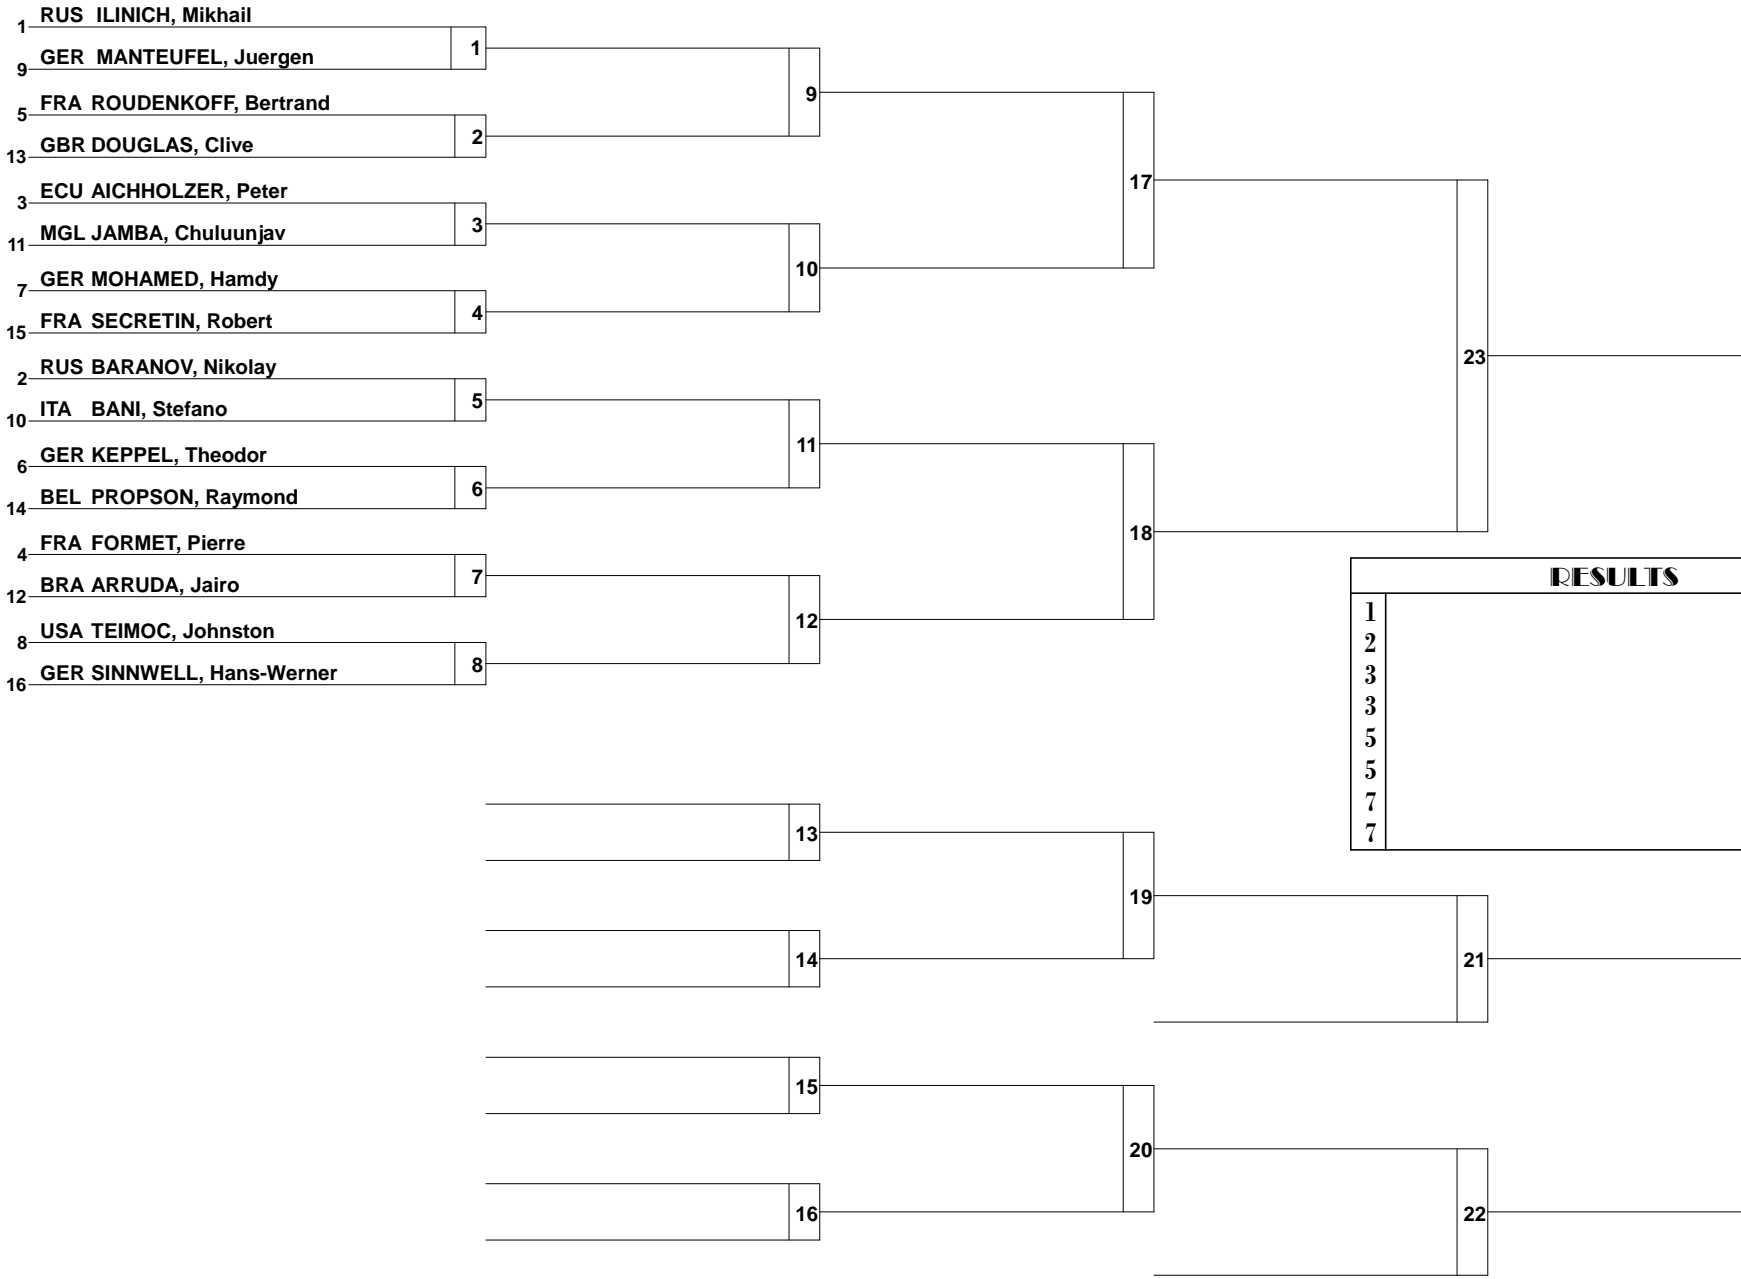 RUS ILINICH, Mikhail
1
1
GER MANTEUFEL, Juergen
9
9
FRA ROUDENKOFF, Bertrand
5
2
GBR DOUGLAS, Clive
13
17
ECU AICHHOLZER, Peter
3
3
MGL JAMBA, Chuluunjav
11
10
GER MOHAMED, Hamdy
7
4
FRA SECRETIN, Robert
15
23
RUS BARANOV, Nikolay
2
5
ITA BANI, Stefano
10
11
GER KEPPEL, Theodor
6
6
BEL PROPSON, Raymond
14
18
FRA FORMET, Pierre
4
7
BRA ARRUDA, Jairo
12
12
USA TEIMOC, Johnston
8
8
GER SINNWELL, Hans-Werner
16
RESULTS
1
2
3
3
5
5
7
7
13
19
14
21
15
20
16
22